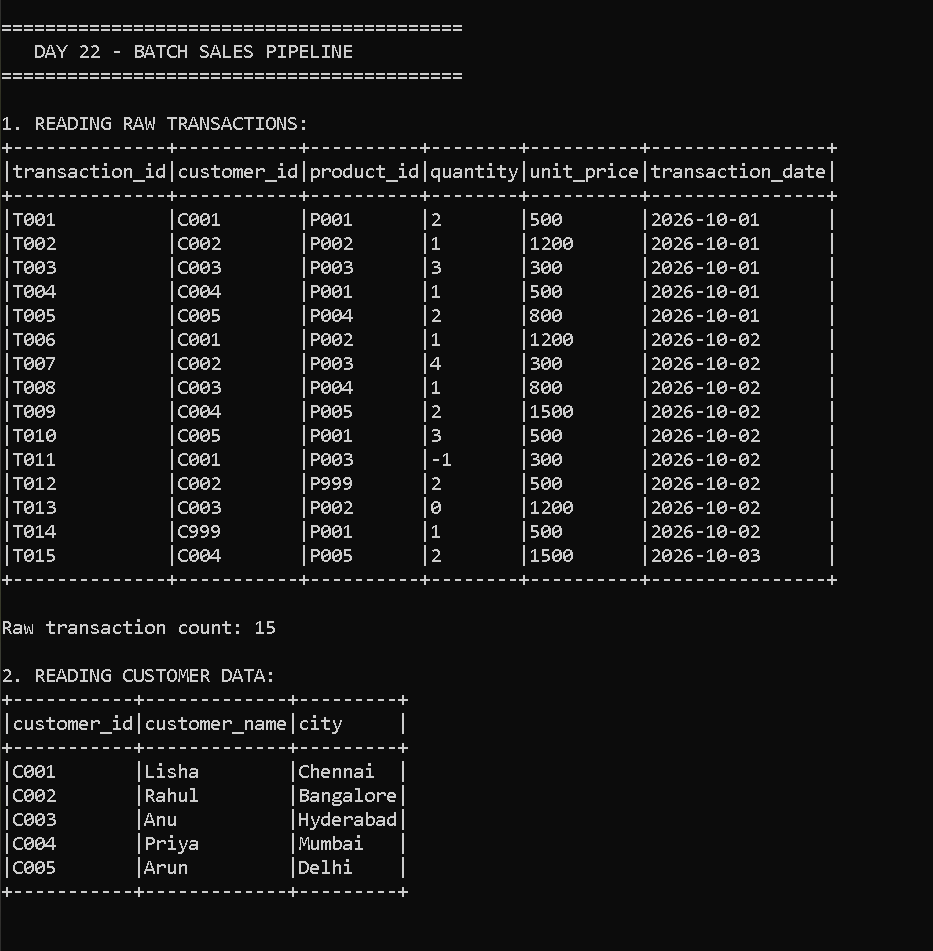 ==========================================
   DAY 22 - BATCH SALES PIPELINE
==========================================
1. READING RAW TRANSACTIONS:
+--------------+-----------+----------+--------+----------+----------------+
|transaction_id|customer_id|product_id|quantity|unit_price|transaction_date|
+--------------+-----------+----------+--------+----------+----------------+
|T001          |C001       |P001      |2       |500       |2026-10-01      |
|T002          |C002       |P002      |1       |1200      |2026-10-01      |
|T003          |C003       |P003      |3       |300       |2026-10-01      |
|T004          |C004       |P001      |1       |500       |2026-10-01      |
|T005          |C005       |P004      |2       |800       |2026-10-01      |
|T006          |C001       |P002      |1       |1200      |2026-10-02      |
|T007          |C002       |P003      |4       |300       |2026-10-02      |
|T008          |C003       |P004      |1       |800       |2026-10-02      |
|T009          |C004       |P005      |2       |1500      |2026-10-02      |
|T010          |C005       |P001      |3       |500       |2026-10-02      |
|T011          |C001       |P003      |-1      |300       |2026-10-02      |
|T012          |C002       |P999      |2       |500       |2026-10-02      |
|T013          |C003       |P002      |0       |1200      |2026-10-02      |
|T014          |C999       |P001      |1       |500       |2026-10-02      |
|T015          |C004       |P005      |2       |1500      |2026-10-03      |
+--------------+-----------+----------+--------+----------+----------------+
Raw transaction count: 15
2. READING CUSTOMER DATA:
+-----------+-------------+---------+
|customer_id|customer_name|city     |
+-----------+-------------+---------+
|C001       |Lisha        |Chennai  |
|C002       |Rahul        |Bangalore|
|C003       |Anu          |Hyderabad|
|C004       |Priya        |Mumbai   |
|C005       |Arun         |Delhi    |
+-----------+-------------+---------+